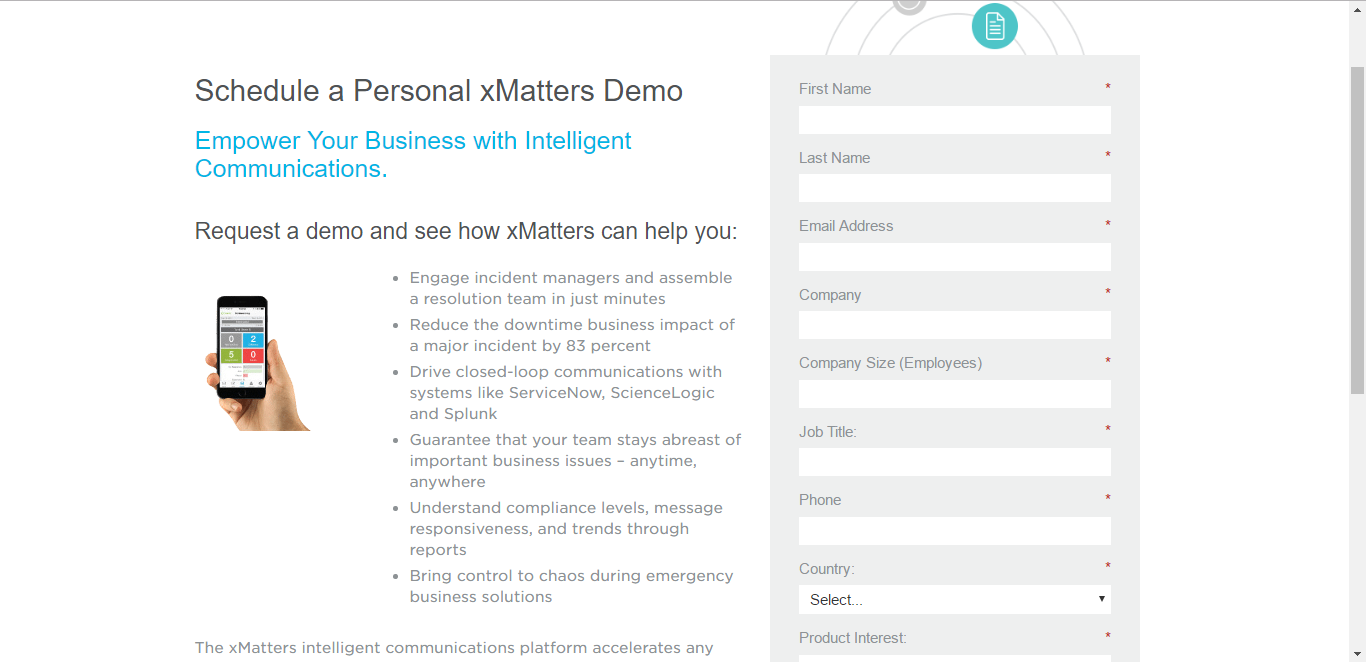 Schedule a Personal xMatters Demo
Empower Your Business with Intelligent
Communications.
Request a demo and see how xMatters can help you:
0
2
5
0
• Engage incident managers and assemble
a resolution team in just minutes
• Reduce the downtime business impact of
a major incident by 83 percent
• Drive closed-loop communications with
systems like ServiceNow, ScienceLogic
and Splunk
• Guarantee that your team stays abreast of
important business issues – anytime,
anywhere
• Understand compliance levels, message
responsiveness, and trends through
reports
• Bring control to chaos during emergency
business solutions
The xMatters intelligent communications platform accelerates any
First Name *
Last Name *
Email Address *
Company *
Company Size (Employees) *
Job Title: *
Phone *
Country: *
Select...
Product Interest: *